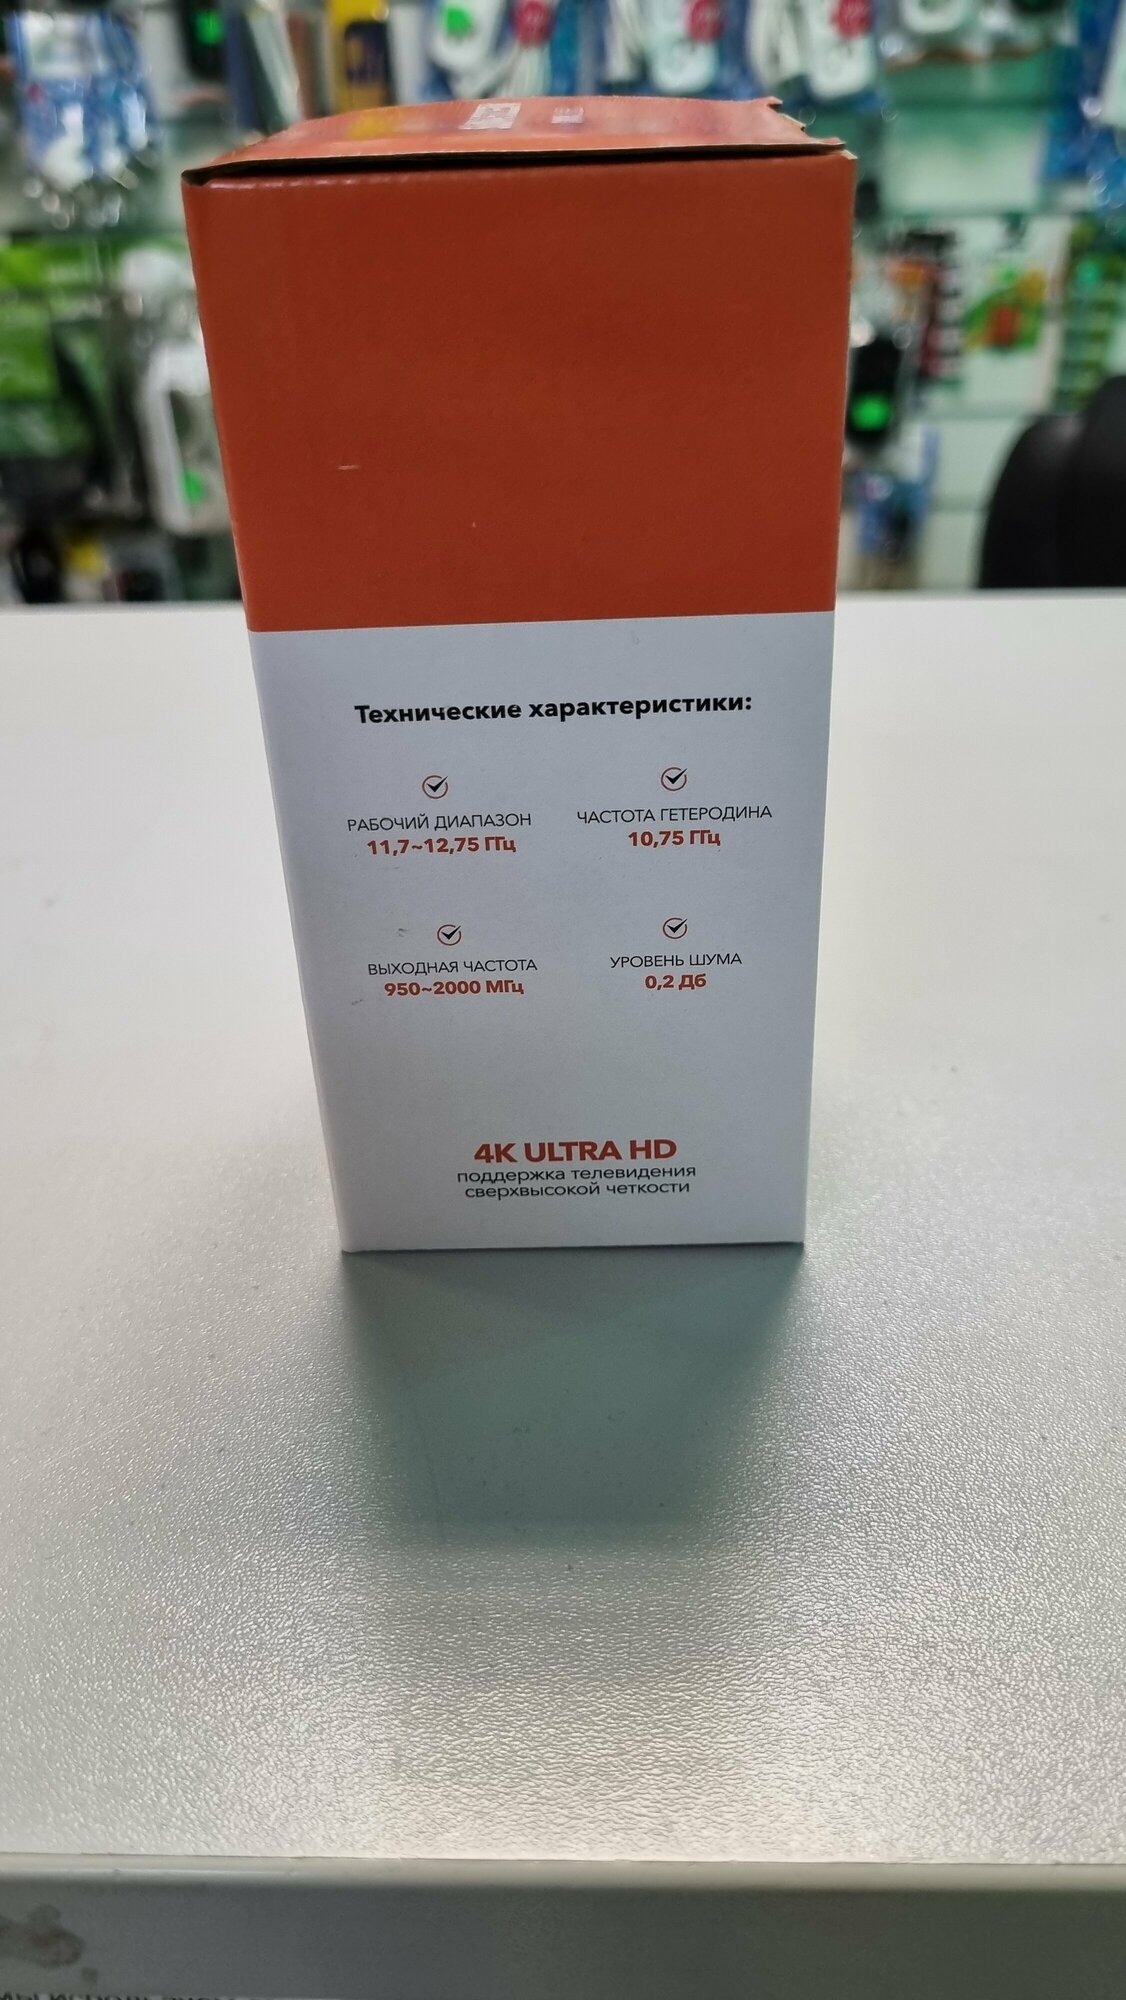 Технические характеристики:
РАБОЧИЙ ДИАПАЗОН
11,7~12,75 ГГц
ЧАСТОТА ГЕТЕРОДИНА
10,75 ГГц
ВЫХОДНАЯ ЧАСТОТА
950~2000 МГц
УРОВЕНЬ ШУМА
0,2 Дб
4K ULTRA HD
поддержка телевидения
сверхвысокой четкости